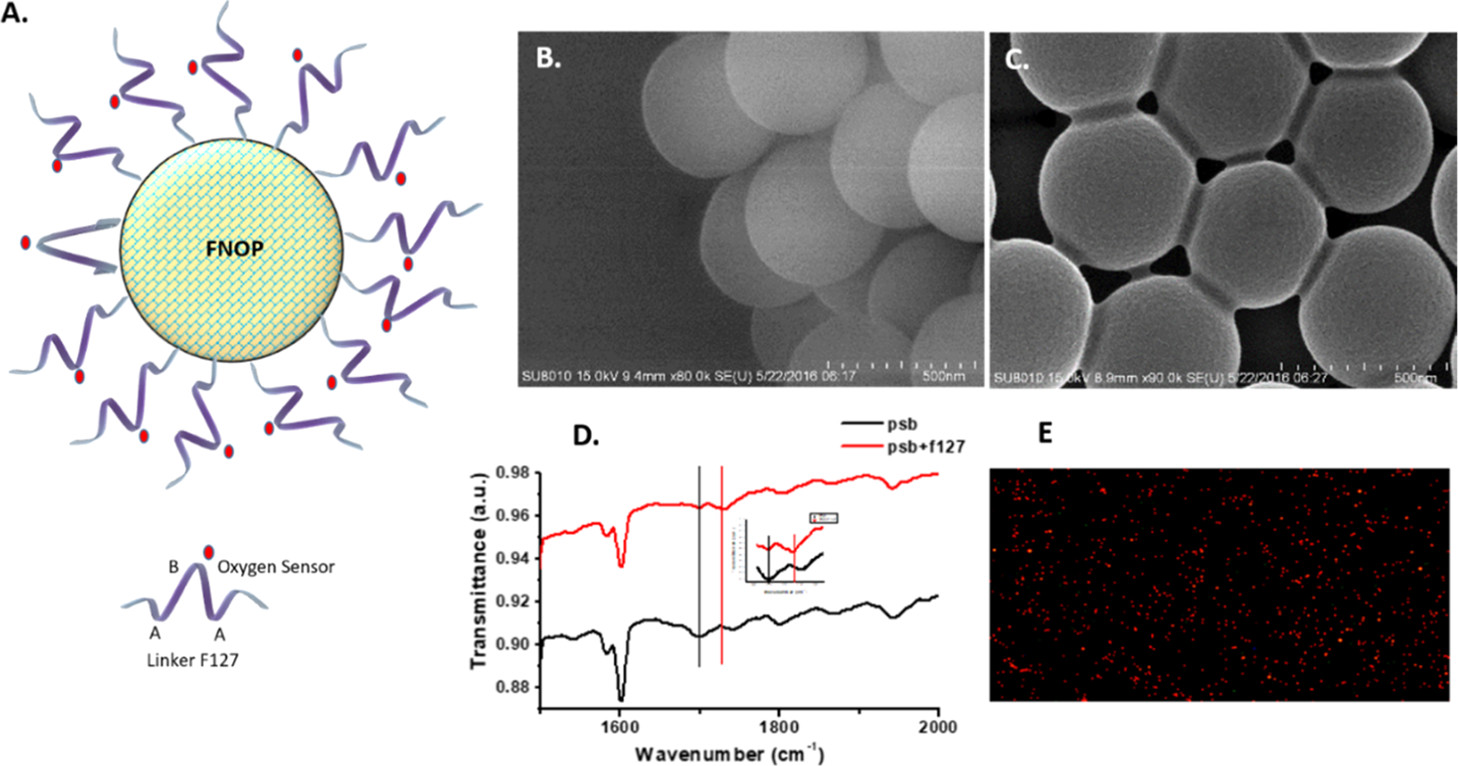 A.
FNOP
B
Oxygen Sensor
A
A
Linker F127
B.
SU8010 15.0kV 9.4mm x80.0k SE(U) 5/22/2016 06:17
500nm
C.
SU8010 15.0kV 8.9mm x90.0k SE(U) 5/22/2016 06:27
500nm
D.
psb
psb+f127
0.98
0.96
0.94
0.92
0.90
0.88
Transmittance (a.u.)
1600
1800
2000
Wavenumber (cm⁻¹)
E